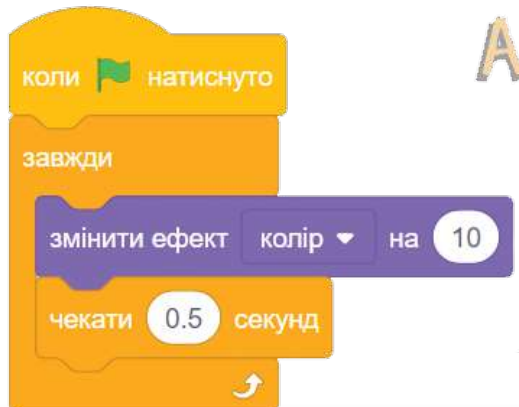 коли натиснуто
А
завжди
змінити ефект колір на 10
чекати 0.5 секунд